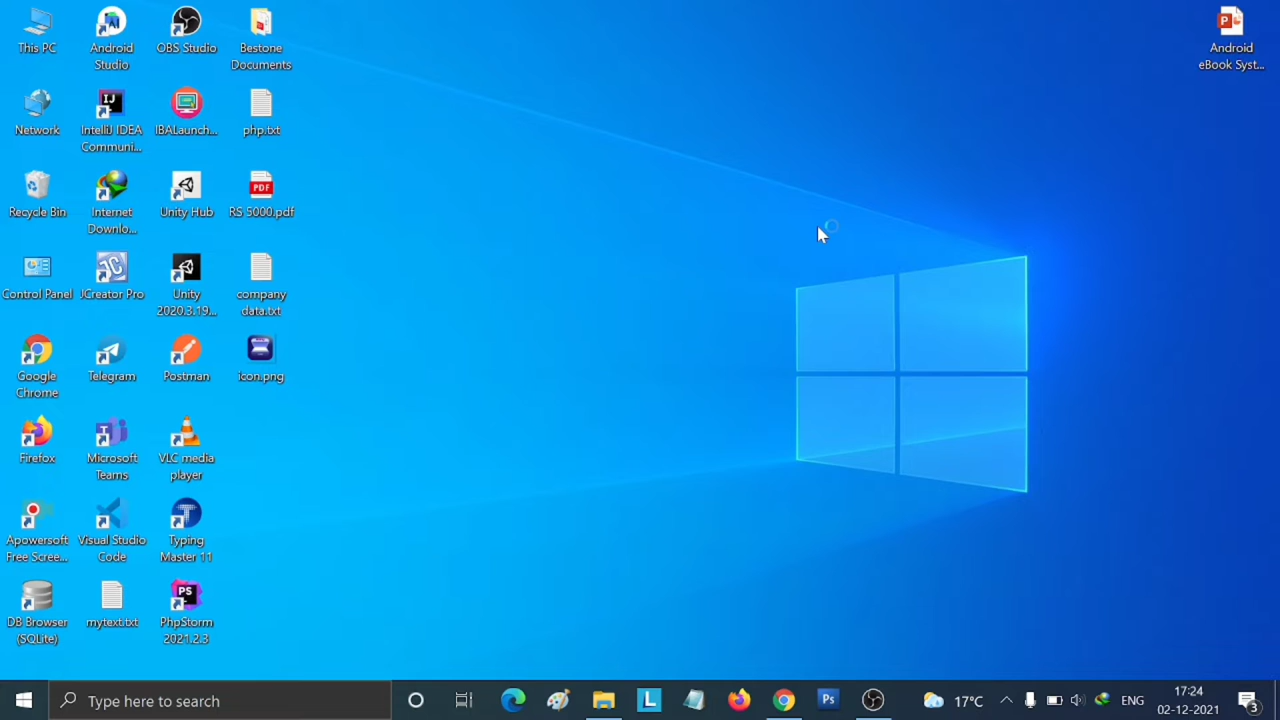 This PC
Android
Studio
OBS Studio
Bestone
Documents
Android
eBook Syst...
Network
IntelliJ IDEA
Communi...
IBALaunch...
php.txt
Recycle Bin
Internet
Downlo...
Unity Hub
PDF
RS 5000.pdf
Control Panel
JCreator Pro
Unity
2020.3.19...
company
data.txt
Google
Chrome
Telegram
Postman
icon.png
Firefox
Microsoft
Teams
VLC media
player
Apowersoft
Free Scree...
Visual Studio
Code
Typing
Master 11
DB Browser
(SQLite)
mytext.txt
PhpStorm
2021.2.3
Type here to search
L
Ps
17°C
ENG
17:24
02-12-2021
3